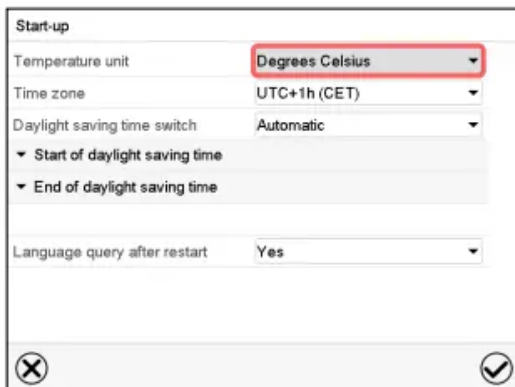 Start-up
Temperature unit Degrees Celsius
Time zone UTC+1h (CET)
Daylight saving time switch Automatic
Start of daylight saving time
End of daylight saving time
Language query after restart Yes